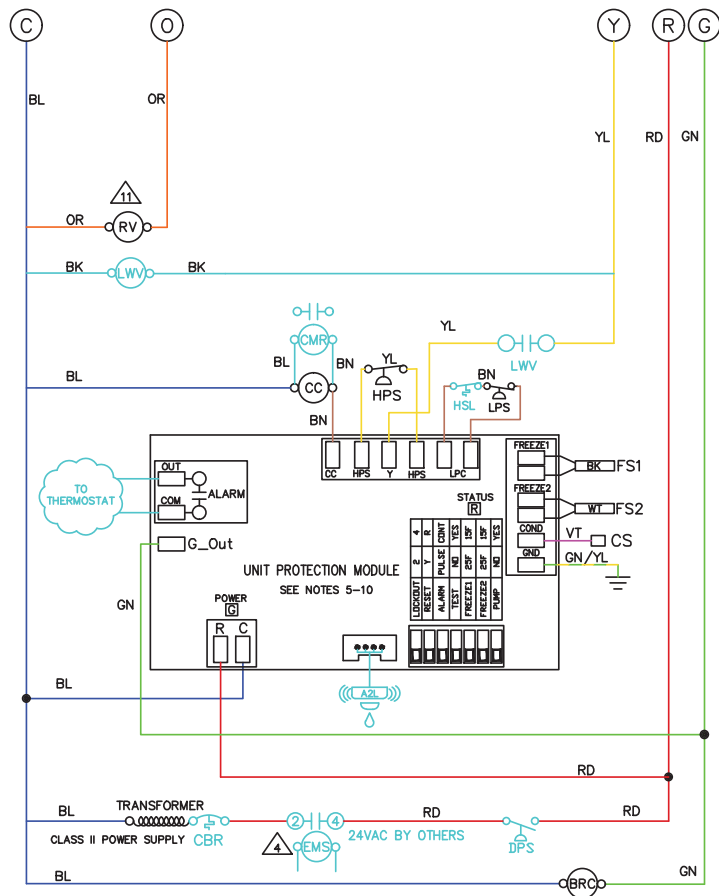 C O Y R G
BL
OR
YL RD GN
11
OR
RV
BK LWV BK
CMR
YL
BL BN
YL
LWV
BL
CC
HPS
BN
HSL LPS
BN
CC HPS Y HPS LPC
FREEZE1
BK FS1
OUT
TO
THERMOSTAT
ALARM
COM
FREEZE2
WT FS2
STATUS
R
COND
VT CS
G_Out
GND
GN/YL
UNIT PROTECTION MODULE
SEE NOTES 5-10
LOCKOUT 2 4
RESET Y R
ALARM PULSE CONT
TEST NO YES
FREEZE1 25F 15F
FREEZE2 25F 15F
PUMP NO YES
GN
POWER
G
R C
BL
A2L
RD
TRANSFORMER
BL
RD
RD
2 4
24VAC BY OTHERS
CLASS II POWER SUPPLY
CBR
4
EMS
DPS
BL
BRC
GN